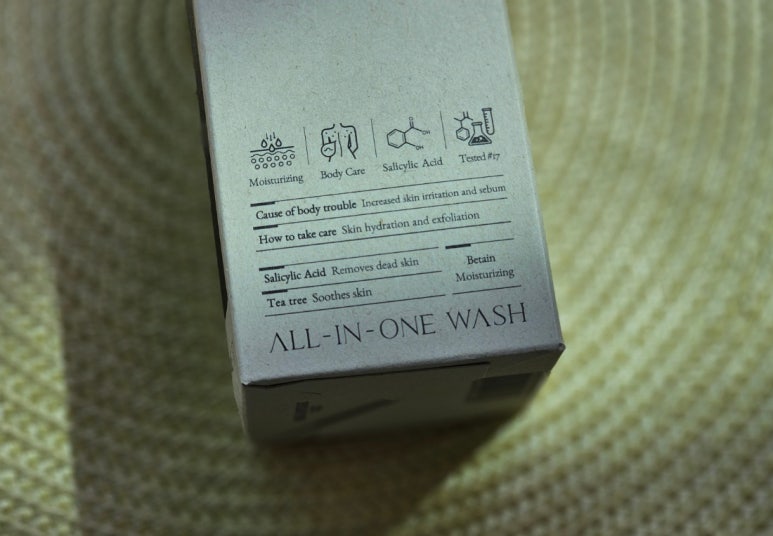 Moisturizing
Body Care
Salicylic Acid
Tested #17
Cause of body trouble Increased skin irritation and sebum
How to take care Skin hydration and exfoliation
Salicylic Acid Removes dead skin
Tea tree Soothes skin
Betain
Moisturizing
ALL-IN-ONE WASH